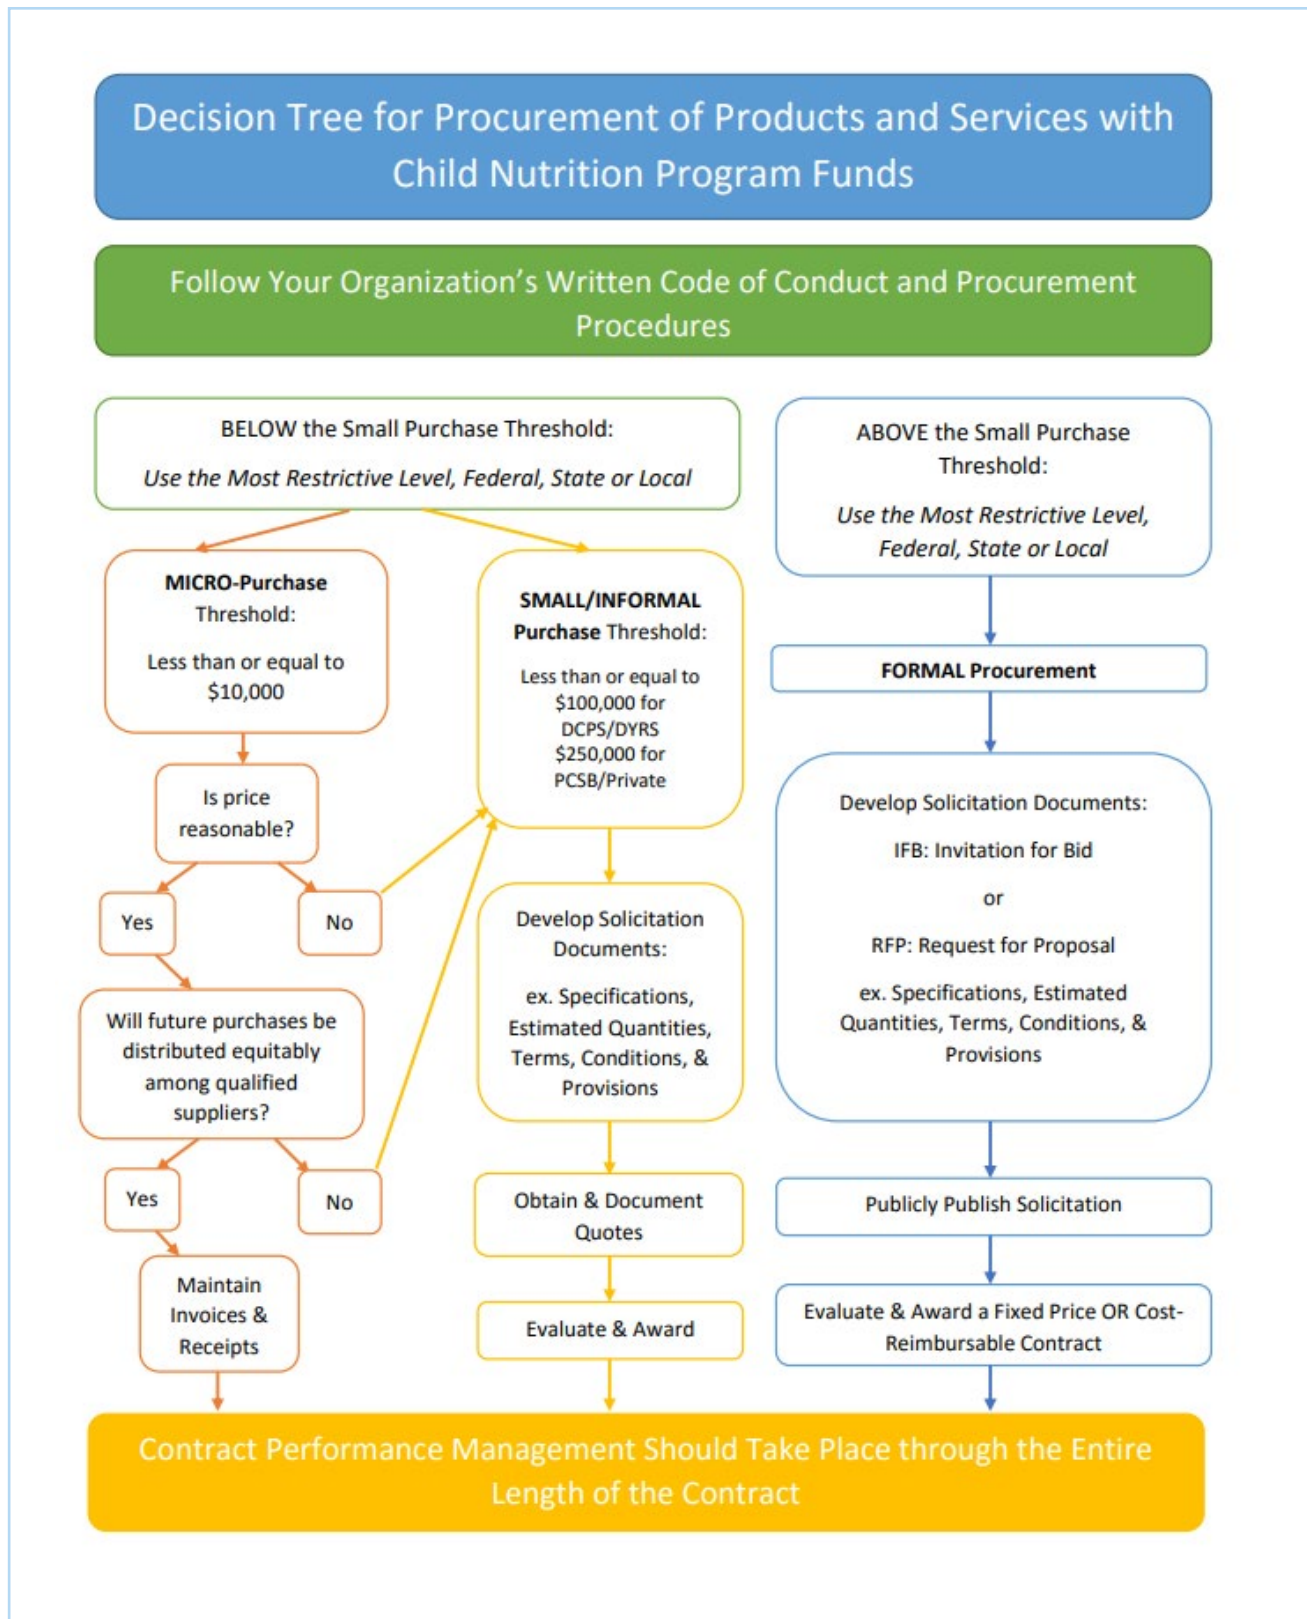 Decision Tree for Procurement of Products and Services with
Child Nutrition Program Funds
Follow Your Organization’s Written Code of Conduct and Procurement
Procedures
BELOW the Small Purchase Threshold:
Use the Most Restrictive Level, Federal, State or Local
ABOVE the Small Purchase
Threshold:
Use the Most Restrictive Level,
Federal, State or Local
MICRO-Purchase
Threshold:
Less than or equal to
$10,000
SMALL/INFORMAL
Purchase Threshold:
Less than or equal to
$100,000 for
DCPS/DYRS
$250,000 for
PCSB/Private
FORMAL Procurement
Is price
reasonable?
Yes
No
Develop Solicitation
Documents:
ex. Specifications,
Estimated Quantities,
Terms, Conditions, &
Provisions
Develop Solicitation Documents:
IFB: Invitation for Bid
or
RFP: Request for Proposal
ex. Specifications, Estimated
Quantities, Terms, Conditions, &
Provisions
Will future purchases be
distributed equitably
among qualified
suppliers?
Yes
No
Obtain & Document
Quotes
Publicly Publish Solicitation
Maintain
Invoices &
Receipts
Evaluate & Award
Evaluate & Award a Fixed Price OR Cost-
Reimbursable Contract
Contract Performance Management Should Take Place through the Entire
Length of the Contract